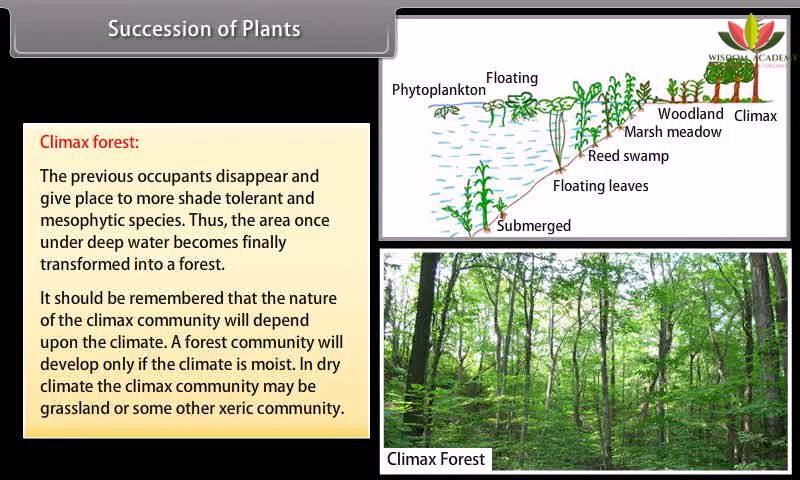 Succession of Plants
Climax forest:
The previous occupants disappear and
give place to more shade tolerant and
mesophytic species. Thus, the area once
under deep water becomes finally
transformed into a forest.
It should be remembered that the nature
of the climax community will depend
upon the climate. A forest community will
develop only if the climate is moist. In dry
climate the climax community may be
grassland or some other xeric community.
WISDOM ACADEMY
Phytoplankton
Floating
Woodland
Climax
Marsh meadow
Reed swamp
Floating leaves
Submerged
Climax Forest